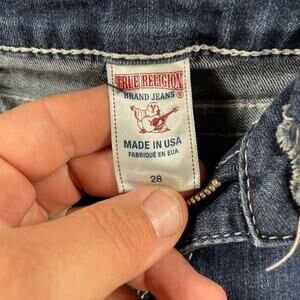 TRUE RELIGION
BRAND JEANS ®
MADE IN USA
FABRIQUÉ EN EUA
28